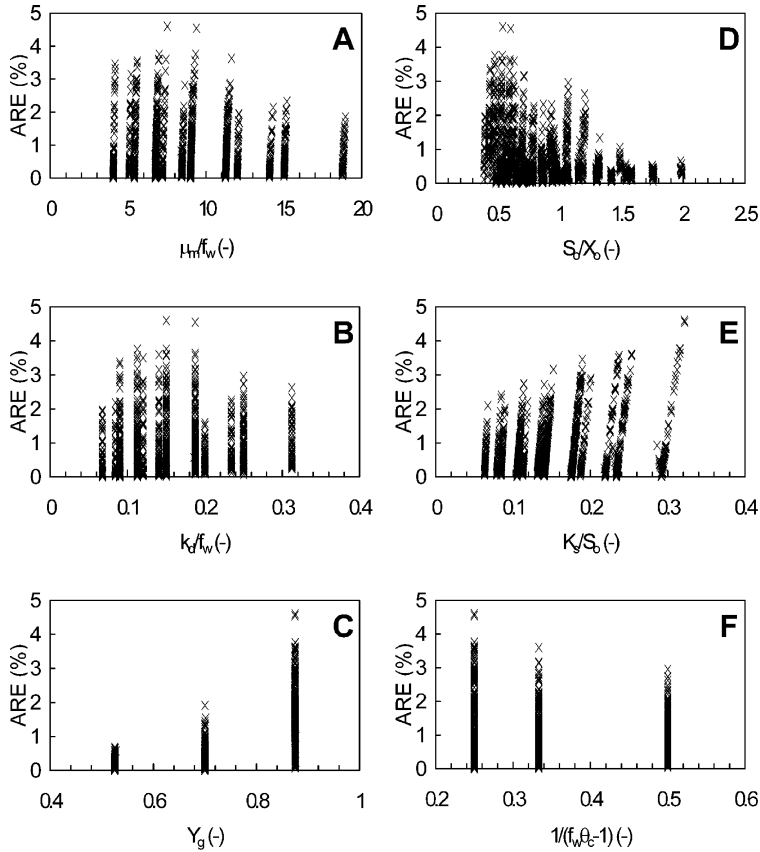 A
ARE (%)
5
4
3
2
1
0
0 5 10 15 20
μm/fw (-)
D
ARE (%)
5
4
3
2
1
0
0 0.5 1 1.5 2 2.5
So/Xo (-)
B
ARE (%)
5
4
3
2
1
0
0 0.1 0.2 0.3 0.4
kd/fw (-)
E
ARE (%)
5
4
3
2
1
0
0 0.1 0.2 0.3 0.4
Ks/So (-)
C
ARE (%)
5
4
3
2
1
0
0.4 0.6 0.8 1
Yg (-)
F
ARE (%)
5
4
3
2
1
0
0.2 0.3 0.4 0.5 0.6
1/(fwθc-1) (-)